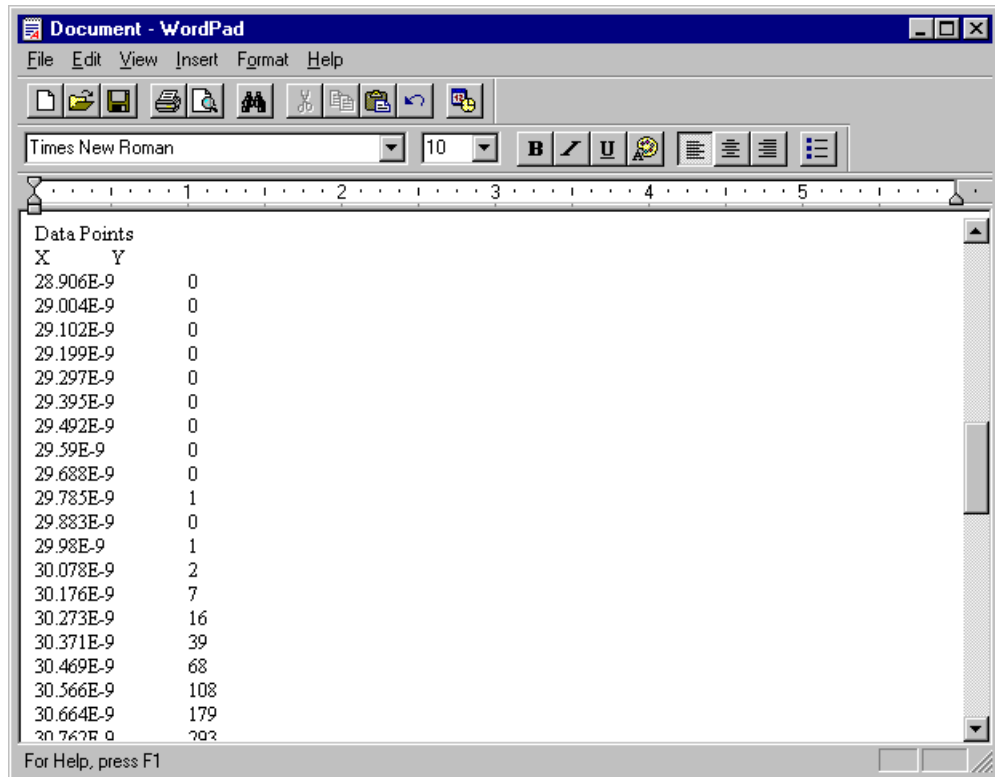 Document - WordPad
File Edit View Insert Format Help
Times New Roman 10 B I U
1 2 3 4 5
Data Points
X Y
28.906E-9 0
29.004E-9 0
29.102E-9 0
29.199E-9 0
29.297E-9 0
29.395E-9 0
29.492E-9 0
29.59E-9 0
29.688E-9 0
29.785E-9 1
29.883E-9 0
29.98E-9 1
30.078E-9 2
30.176E-9 7
30.273E-9 16
30.371E-9 39
30.469E-9 68
30.566E-9 108
30.664E-9 179
30.762E-9 293
For Help, press F1